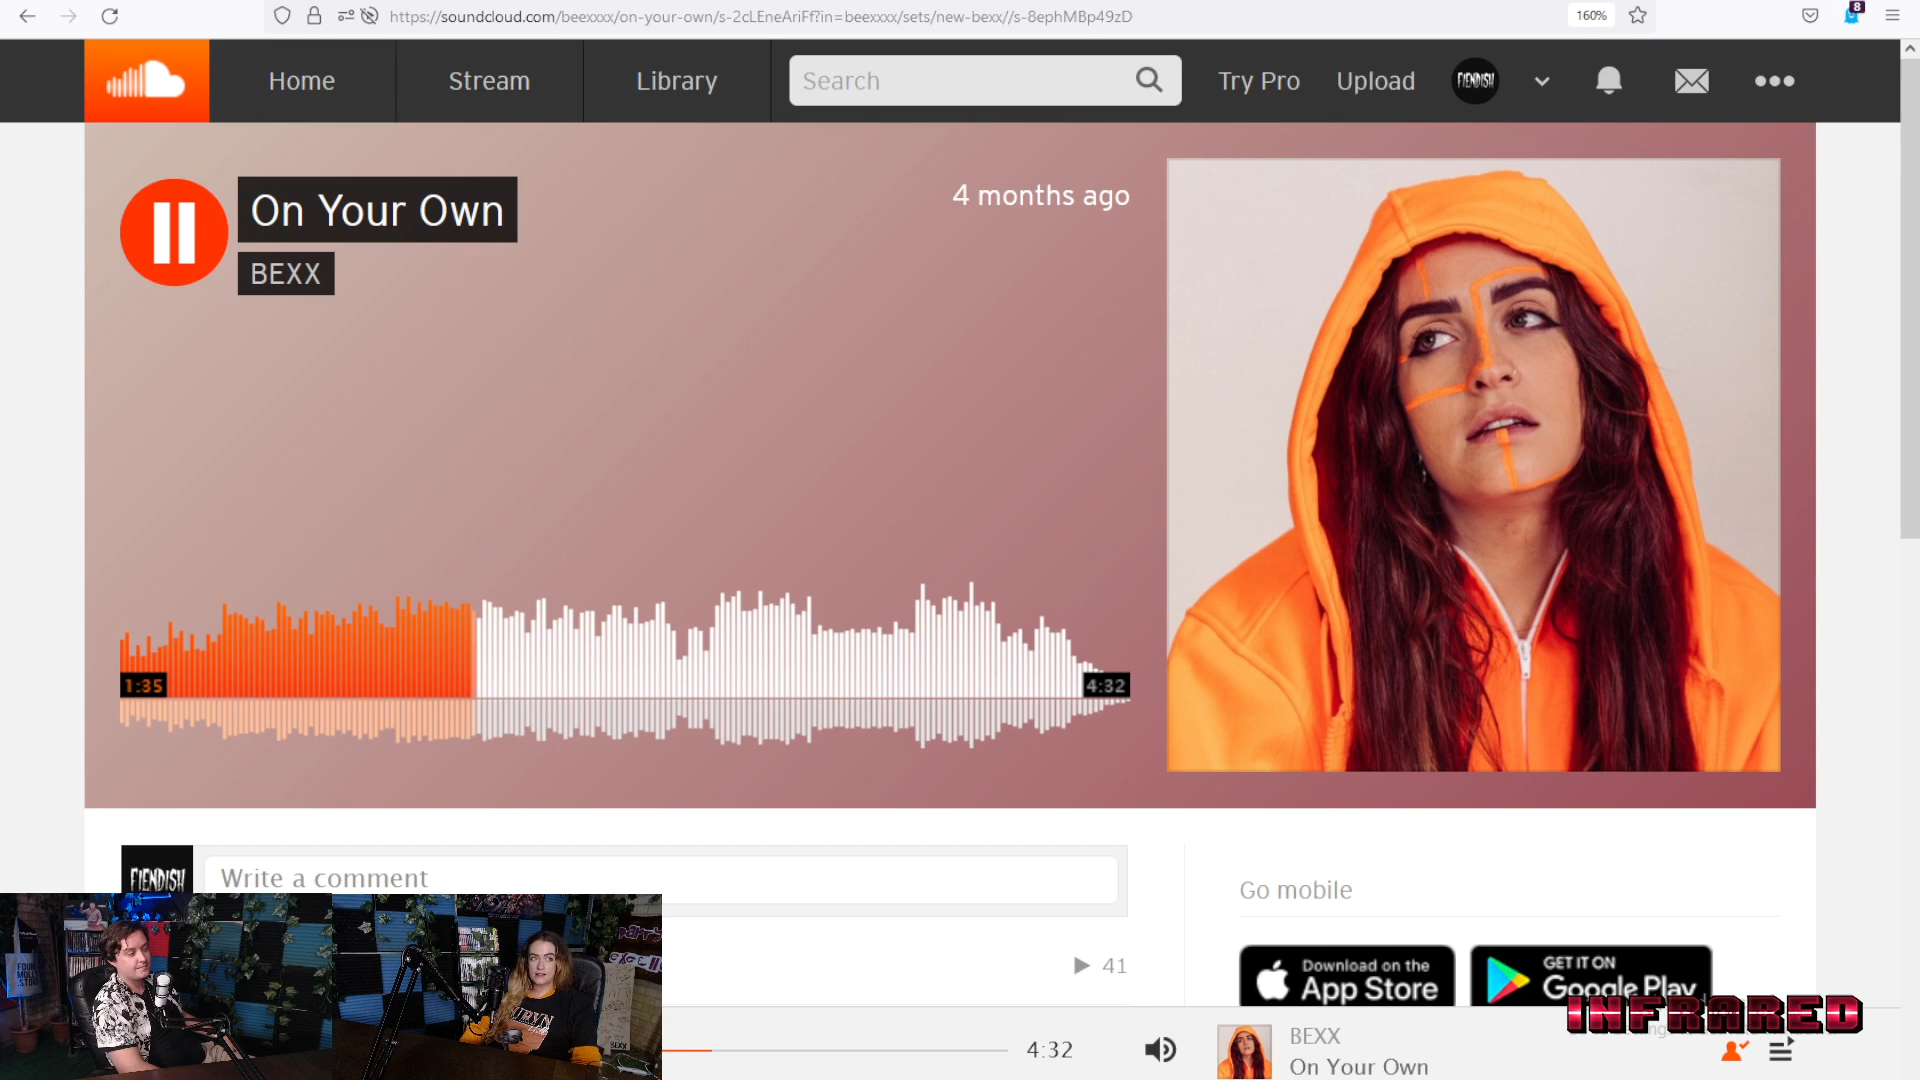 https://soundcloud.com/beexxxx/on-your-own/s-2cLEneAriFf?in=beexxxx/sets/new-bexx//s-8ephMBp49zD
160%
8
Home
Stream
Library
Search
Try Pro
Upload
FIENDISH
On Your Own
4 months ago
BEXX
1:35
4:32
FIENDISH
Write a comment
Go mobile
41
Download on the
App Store
GET IT ON
Google Play
INFRARED
4:32
BEXX
On Your Own